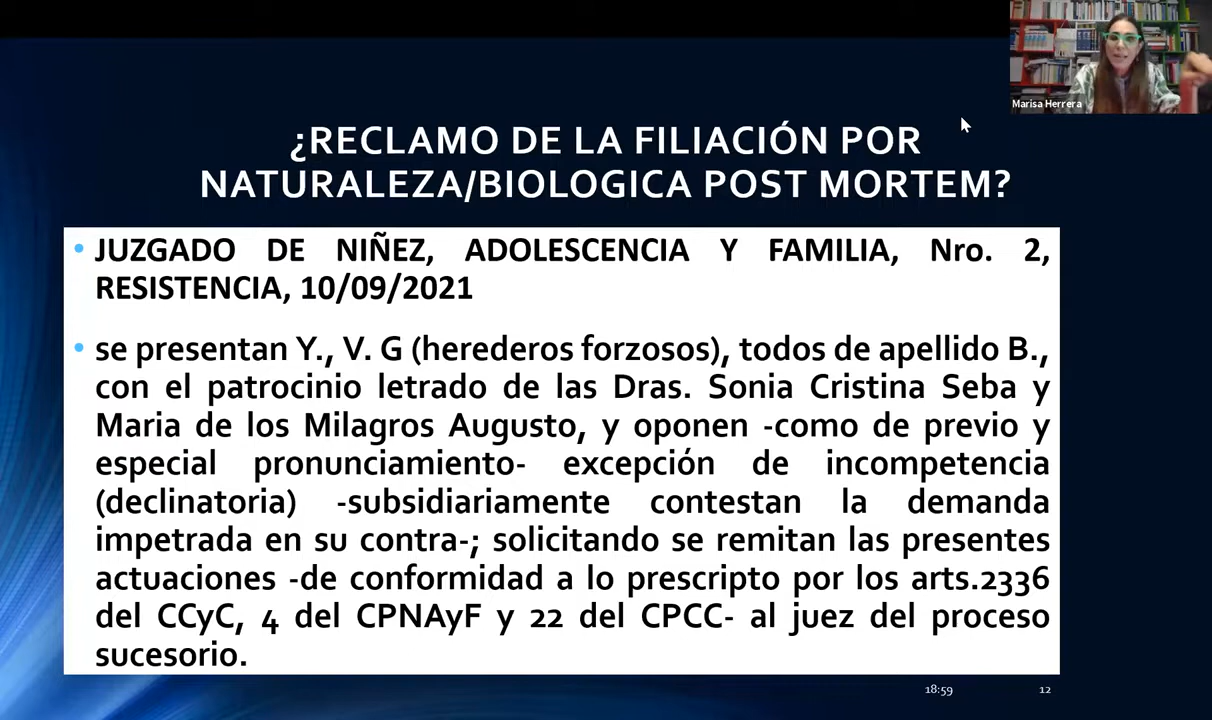 Marisa Herrera
¿RECLAMO DE LA FILIACIÓN POR
NATURALEZA/BIOLOGICA POST MORTEM?
• JUZGADO DE NIÑEZ, ADOLESCENCIA Y FAMILIA, Nro. 2,
RESISTENCIA, 10/09/2021
• se presentan Y., V. G (herederos forzosos), todos de apellido B.,
con el patrocinio letrado de las Dras. Sonia Cristina Seba y
Maria de los Milagros Augusto, y oponen -como de previo y
especial pronunciamiento- excepción de incompetencia
(declinatoria) -subsidiariamente contestan la demanda
impetrada en su contra-; solicitando se remitan las presentes
actuaciones -de conformidad a lo prescripto por los arts.2336
del CCyC, 4 del CPNAyF y 22 del CPCC- al juez del proceso
sucesorio.
18:59 12